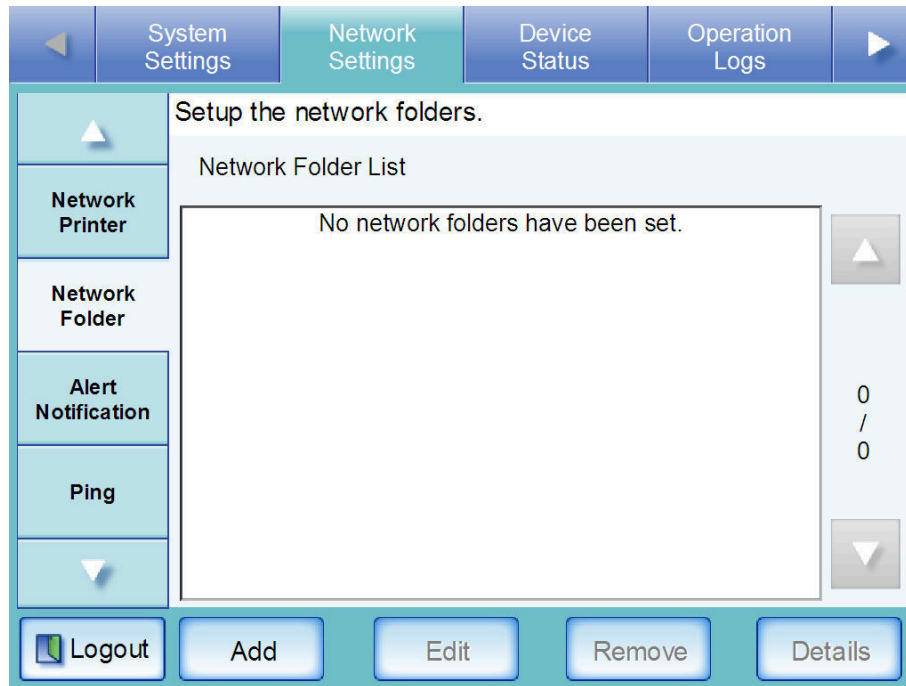 System
Settings
Network
Settings
Device
Status
Operation
Logs
Setup the network folders.
Network Folder List
No network folders have been set.
Network
Printer
Network
Folder
Alert
Notification
Ping
0
/
0
Logout
Add
Edit
Remove
Details